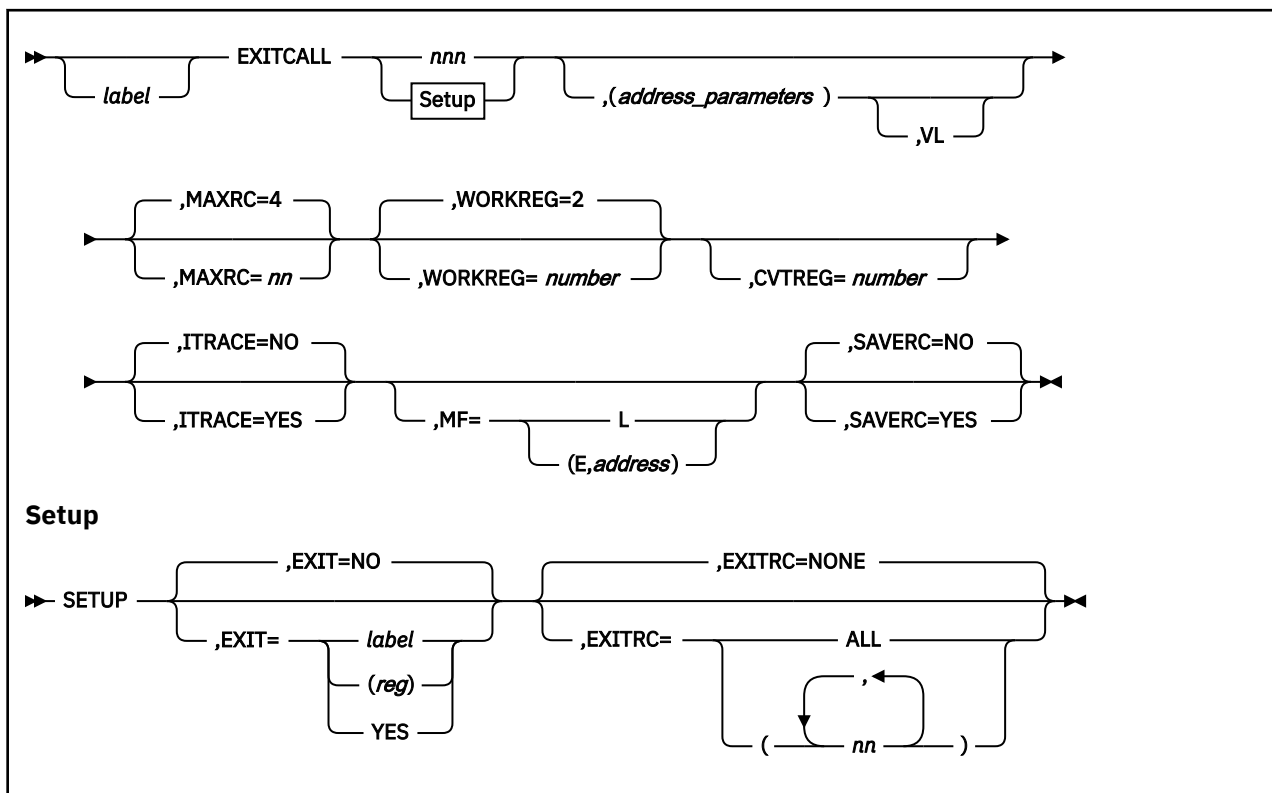 EXITCALL nnn
label Setup ,(address_parameters )
,VL
,MAXRC=4 ,WORKREG=2
,MAXRC= nn ,WORKREG= number ,CVTREG= number
,ITRACE=NO ,SAVERC=NO
,ITRACE=YES ,MF= L ,SAVERC=YES
(E,address)
Setup
,EXIT=NO ,EXITRC=NONE
SETUP
,EXIT= label ,EXITRC= ALL
(reg) ,
YES ( nn )